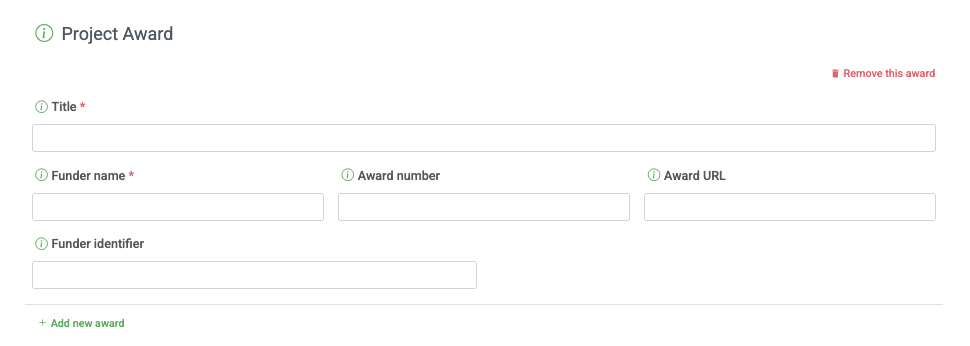 Project Award
Remove this award
Title *
Funder name *
Award number
Award URL
Funder identifier
+ Add new award